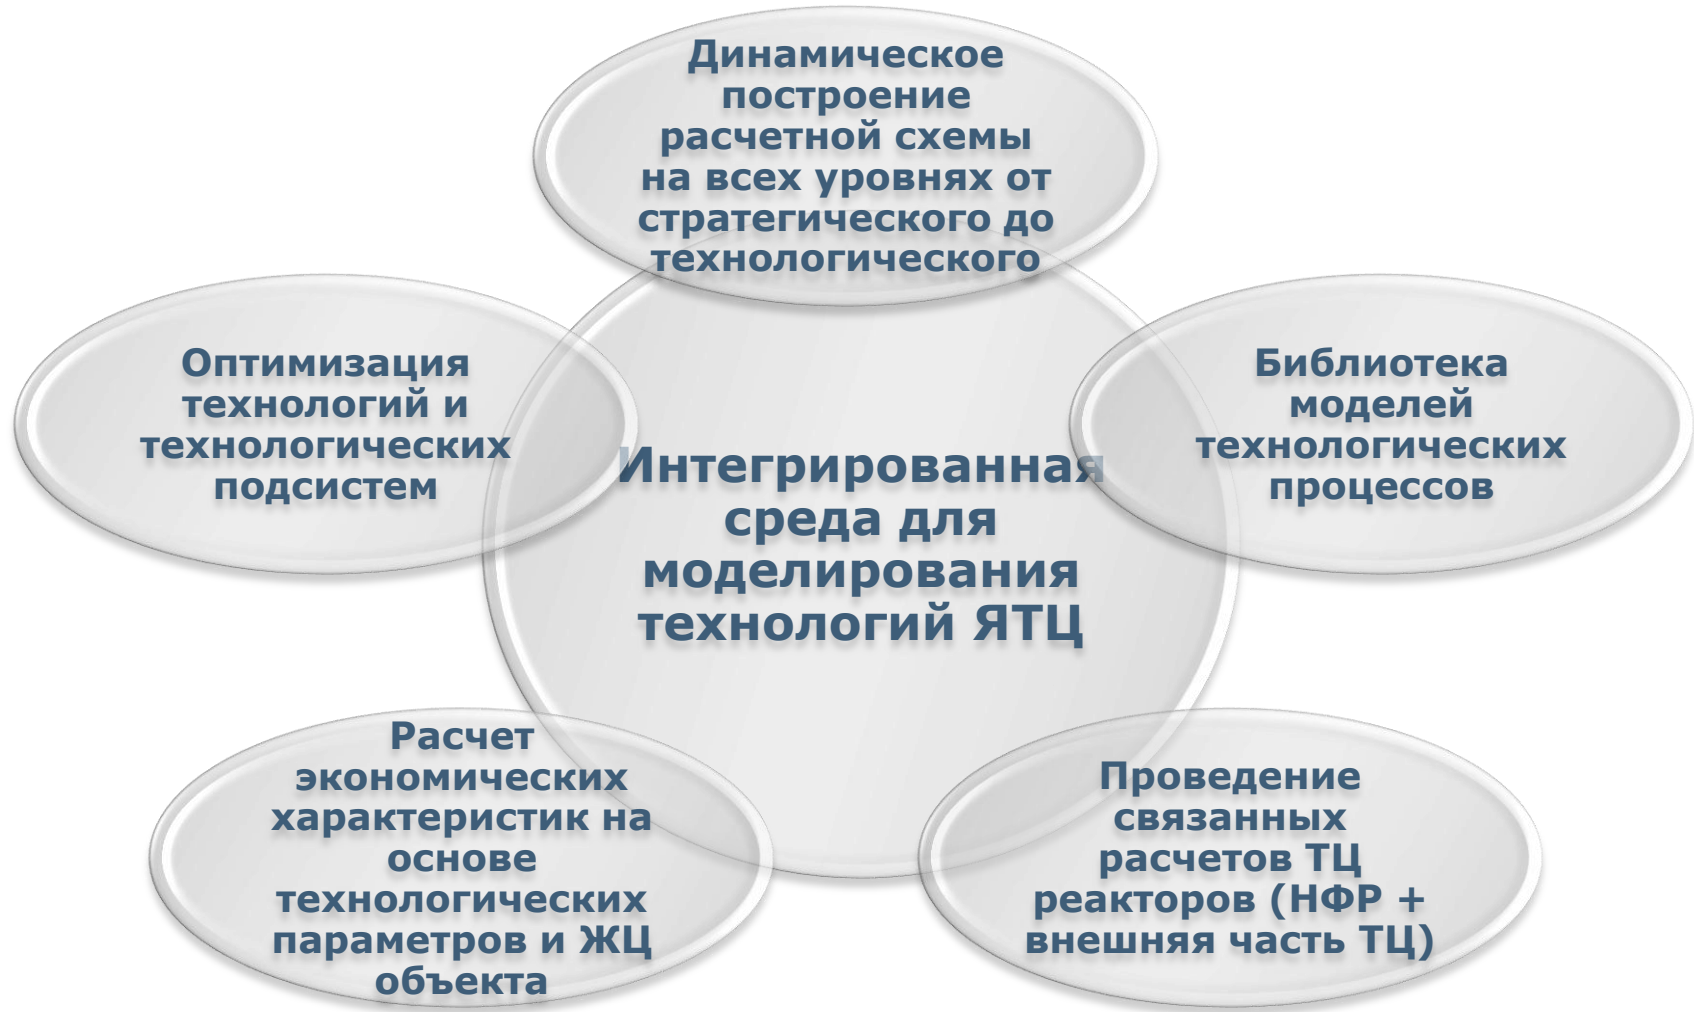 Динамическое
построение
расчетной схемы
на всех уровнях от
стратегического до
технологического
Оптимизация
технологий и
технологических
подсистем
Библиотека
моделей
технологических
процессов
Интегрированная
среда для
моделирования
технологий ЯТЦ
Расчет
экономических
характеристик на
основе
технологических
параметров и ЖЦ
объекта
Проведение
связанных
расчетов ТЦ
реакторов (НФР +
внешняя часть ТЦ)